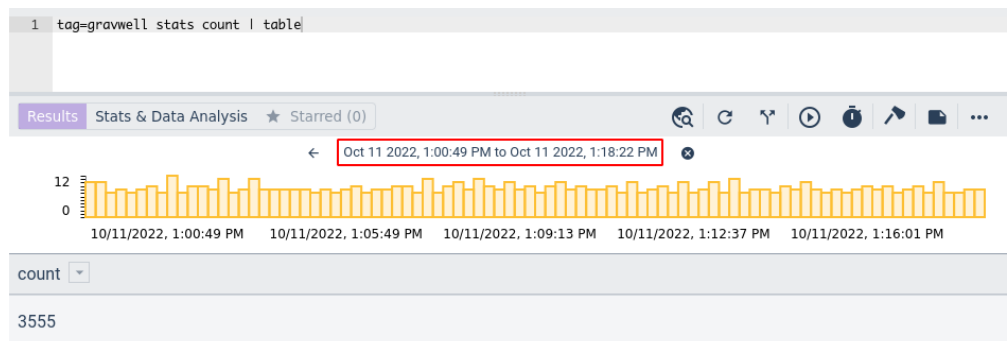 1 tag=gravwell stats count | table
Results Stats & Data Analysis ★ Starred (0)
Oct 11 2022, 1:00:49 PM to Oct 11 2022, 1:18:22 PM
12
0
10/11/2022, 1:00:49 PM 10/11/2022, 1:05:49 PM 10/11/2022, 1:09:13 PM 10/11/2022, 1:12:37 PM 10/11/2022, 1:16:01 PM
count
3555